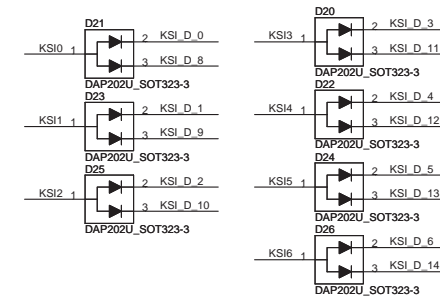 D21
KSI0 1
2 KSI_D_0
3 KSI_D_8
DAP202U_SOT323-3
D23
KSI1 1
2 KSI_D_1
3 KSI_D_9
DAP202U_SOT323-3
D25
KSI2 1
2 KSI_D_2
3 KSI_D_10
DAP202U_SOT323-3
D20
KSI3 1
2 KSI_D_3
3 KSI_D_11
DAP202U_SOT323-3
D22
KSI4 1
2 KSI_D_4
3 KSI_D_12
DAP202U_SOT323-3
D24
KSI5 1
2 KSI_D_5
3 KSI_D_13
DAP202U_SOT323-3
D26
KSI6 1
2 KSI_D_6
3 KSI_D_14
DAP202U_SOT323-3